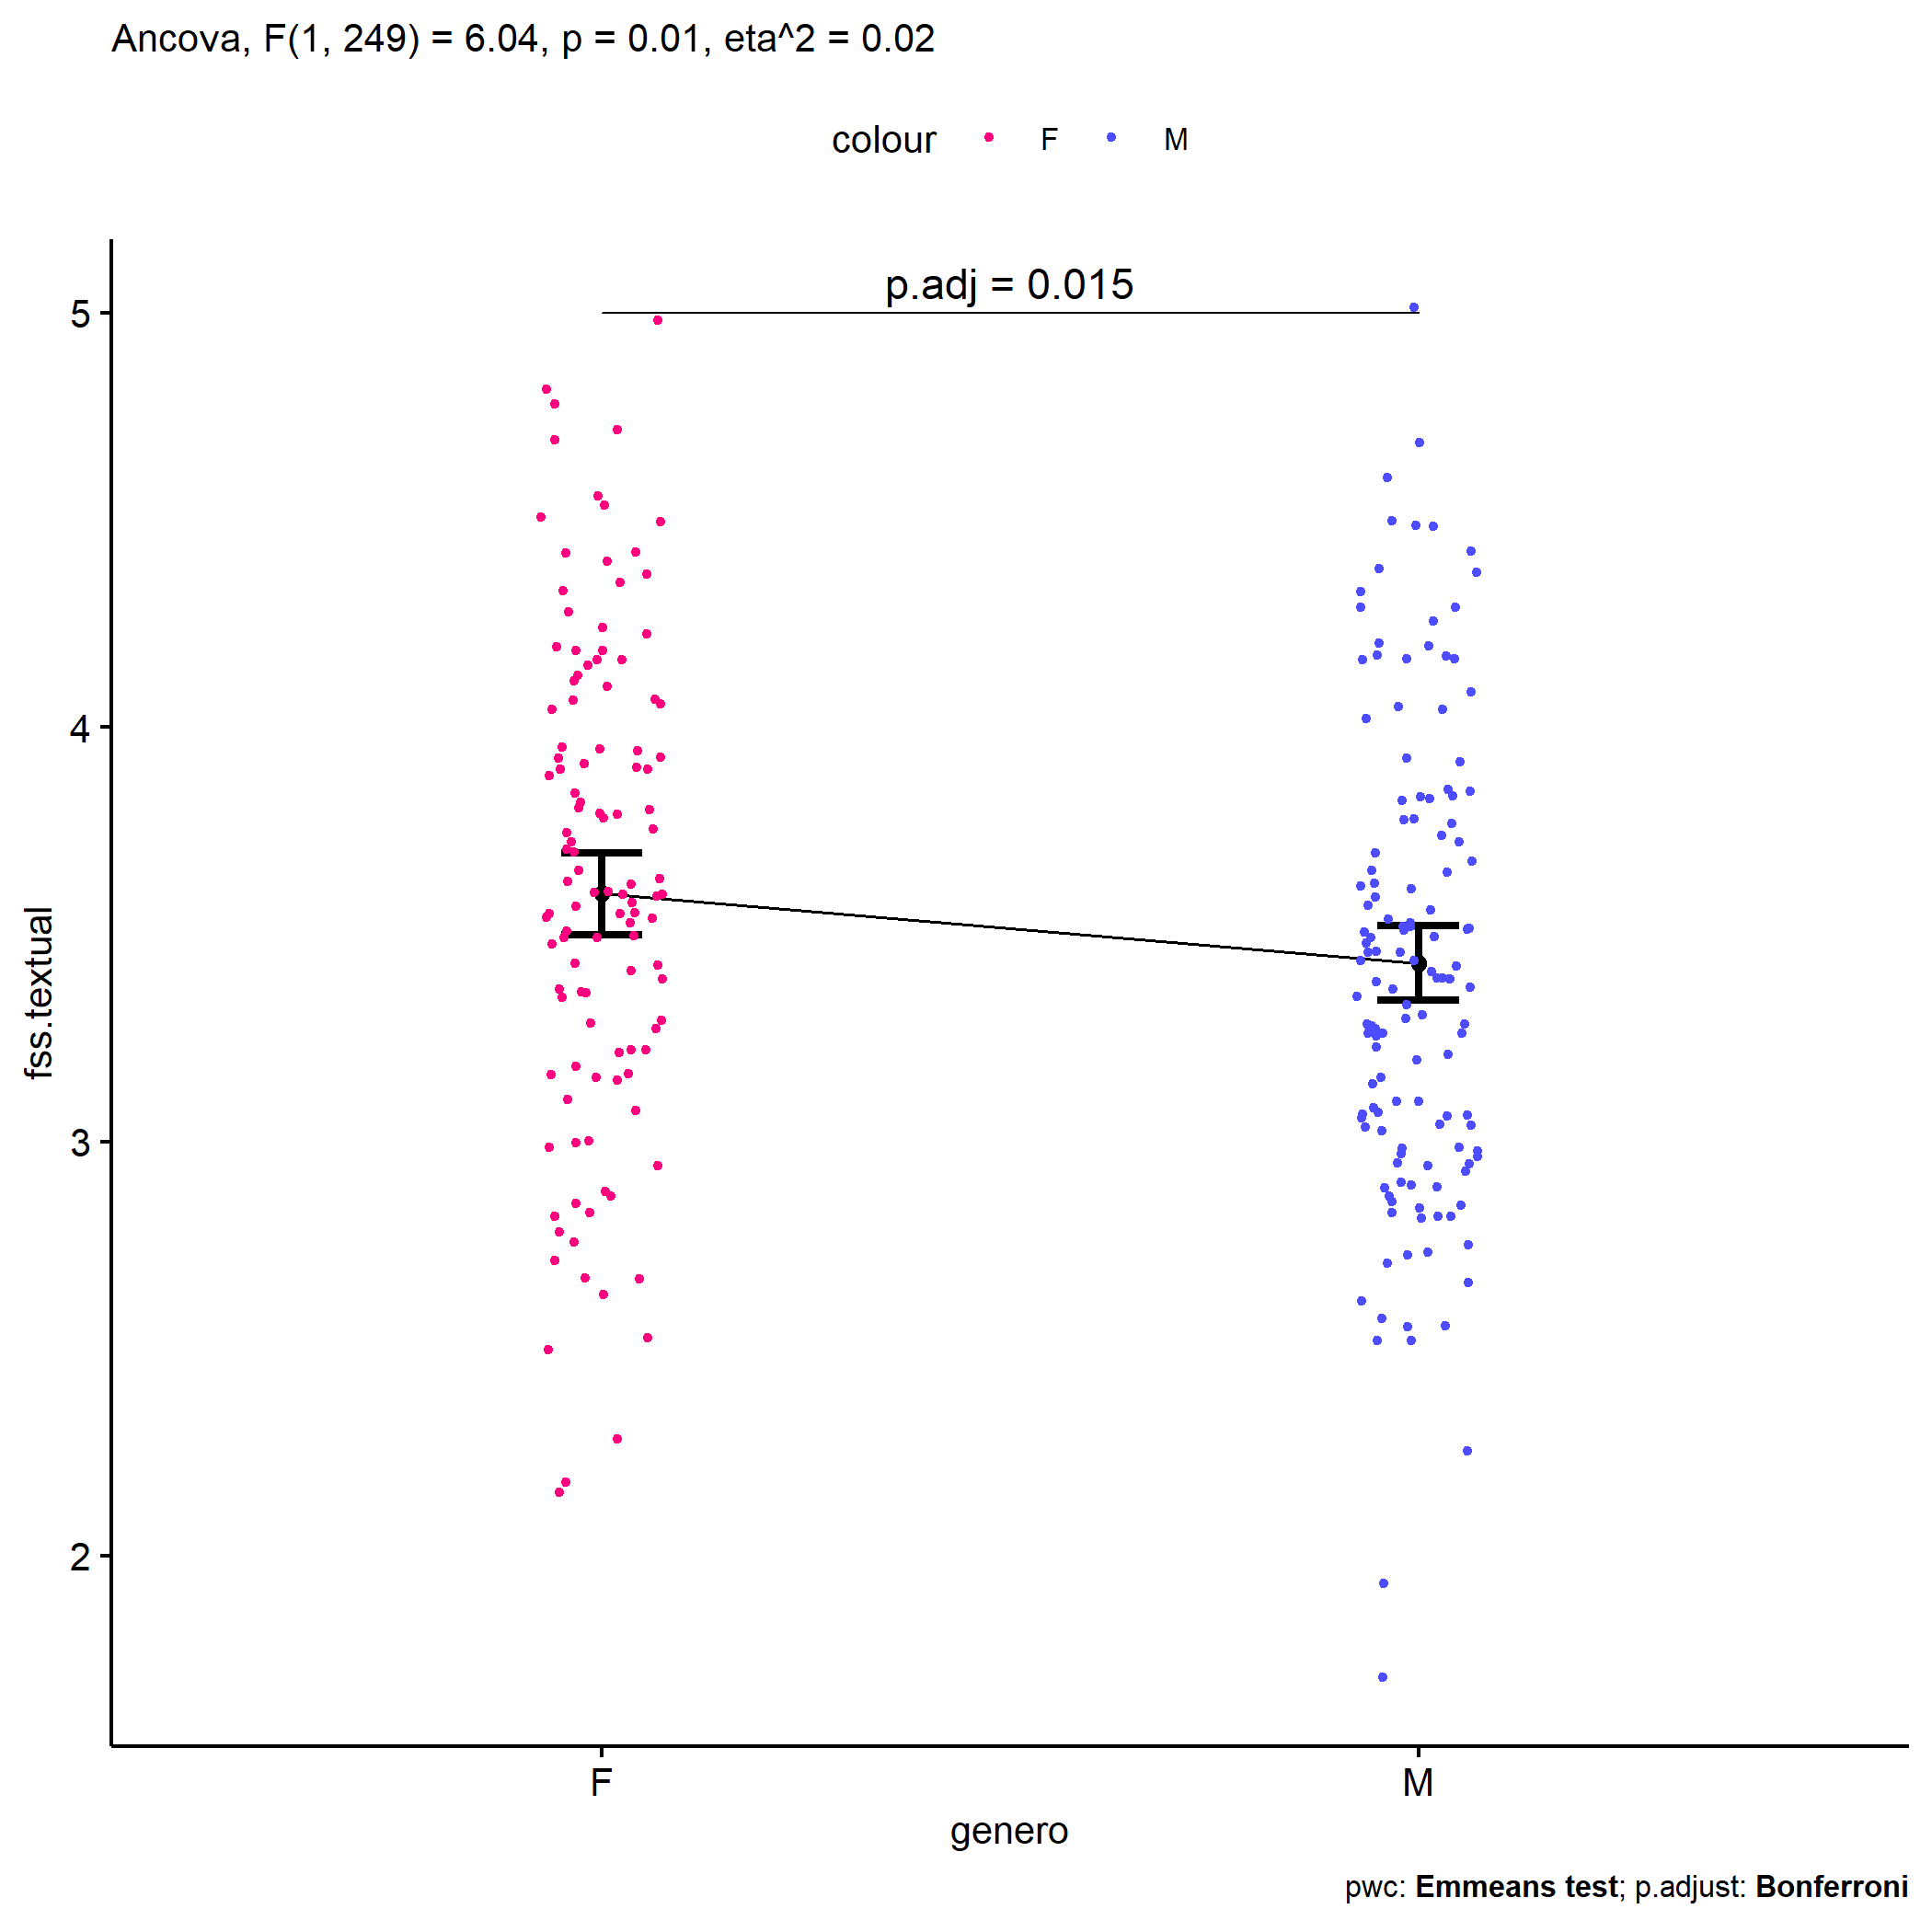 Ancova, F(1, 249) = 6.04, p = 0.01, eta^2 = 0.02
colour F M
p.adj = 0.015
5
4
3
2
fss.textual
F M
genero
pwc: Emmeans test; p.adjust: Bonferroni